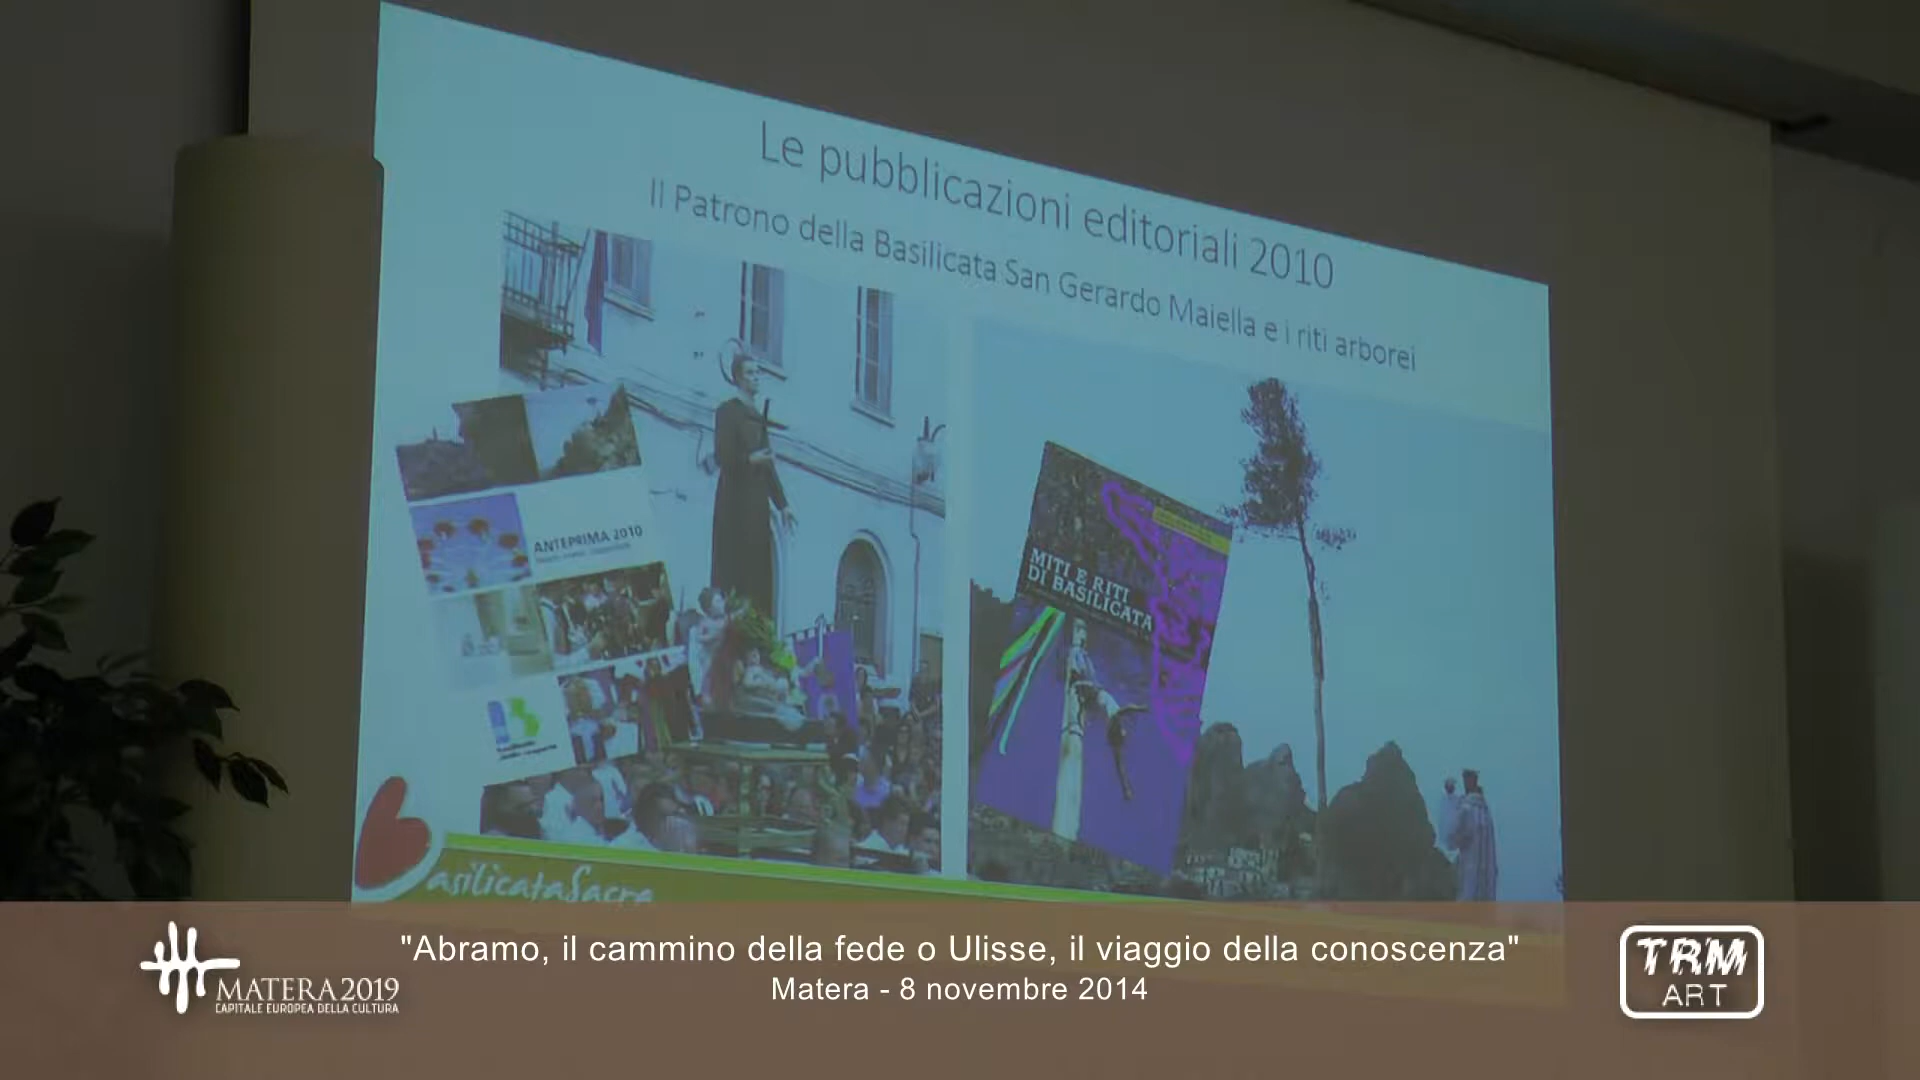 Le pubblicazioni editoriali 2010
Il Patrono della Basilicata San Gerardo Maiella e i riti arborei
ANTEPRIMA 2010
MITI E RITI
DI BASILICATA
BasilicataSacra
"Abramo, il cammino della fede o Ulisse, il viaggio della conoscenza"
Matera - 8 novembre 2014
MATERA 2019
CAPITALE EUROPEA DELLA CULTURA
TRM
ART